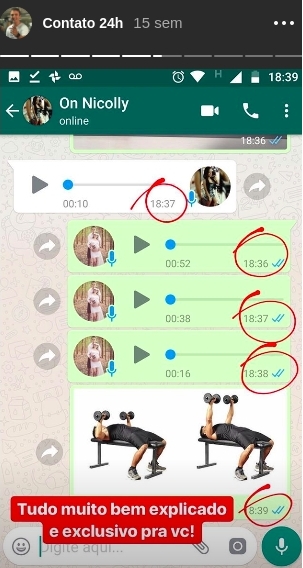 Contato 24h 15 sem
H 18:39
On Nicolly
online
18:36
00:10 18:37
00:52 18:36
00:38 18:37
00:16 18:38
8:39
Tudo muito bem explicado
e exclusivo pra vc!
Digite aqui...